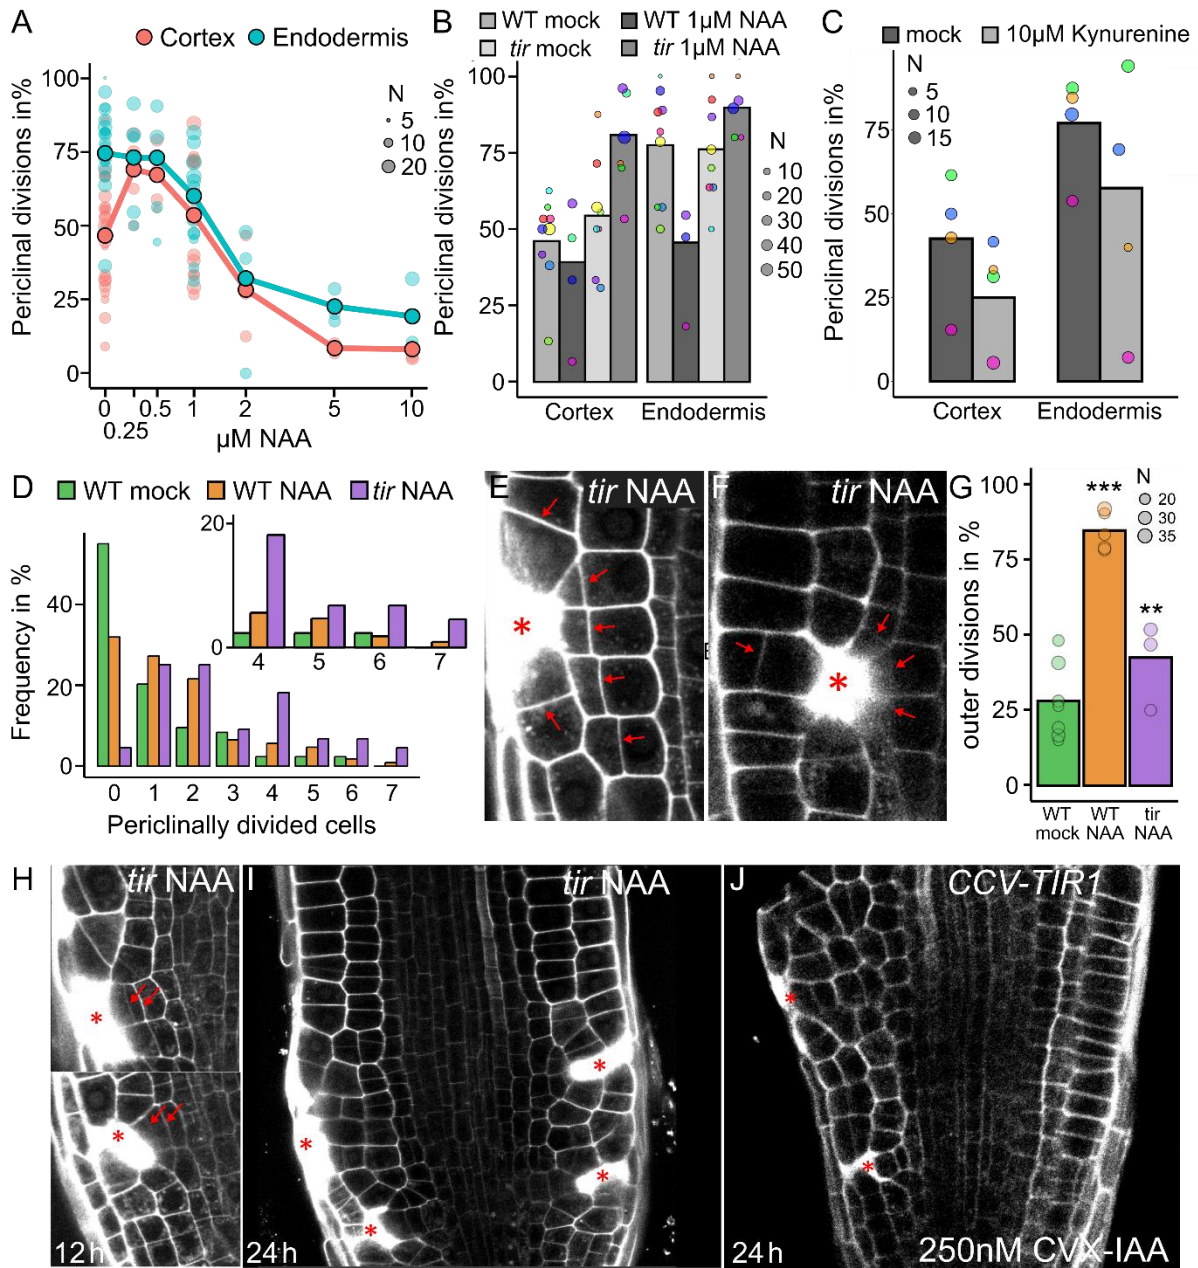 A
Cortex
Endodermis
Periclinal divisions in%
100
75
50
25
0
N
5
10
20
0
0.25
0.5
1
2
5
10
µM NAA
B
WT mock
WT 1µM NAA
tir mock
tir 1µM NAA
Periclinal divisions in%
100
75
50
25
0
N
10
20
30
40
50
Cortex
Endodermis
C
mock
10µM Kynurenine
Periclinal divisions in%
75
50
25
0
N
5
10
15
Cortex
Endodermis
D
WT mock
WT NAA
tir NAA
Frequency in %
40
20
0
20
0
4
5
6
7
0
1
2
3
4
5
6
7
Periclinally divided cells
E
tir NAA
*
F
tir NAA
*
G
outer divisions in %
100
75
50
25
0
N
20
30
35
***
**
WT
mock
WT
NAA
tir
NAA
H
tir NAA
*
*
12h
I
tir NAA
*
*
*
*
24h
J
CCV-TIR1
*
*
24h
250nM CVX-IAA